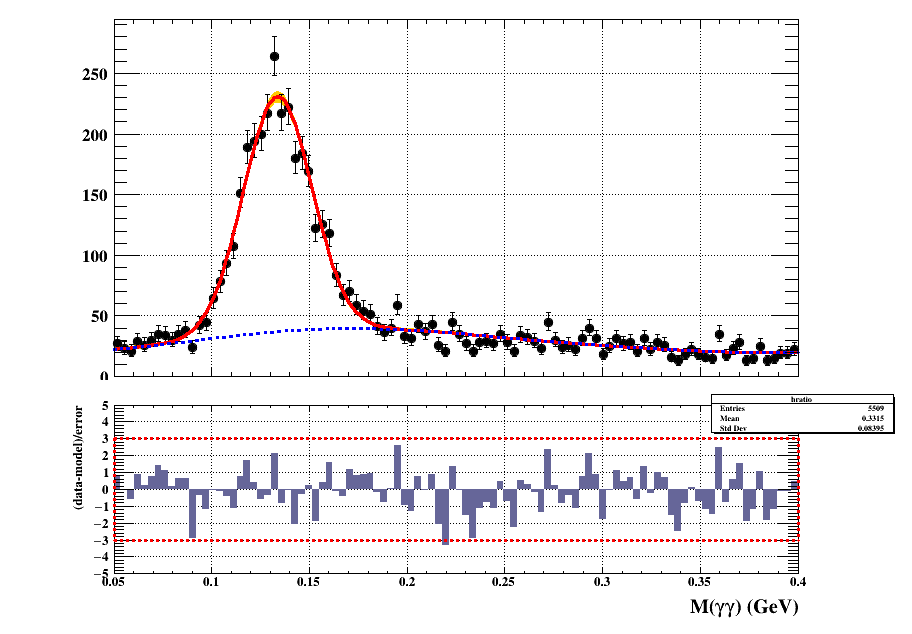 250
200
150
100
50
0
(data-model)/error
5
4
3
2
1
0
−1
−2
−3
−4
−5
hratio
Entries 5509
Mean 0.3315
Std Dev 0.08395
0.05 0.1 0.15 0.2 0.25 0.3 0.35 0.4
M(γγ) (GeV)